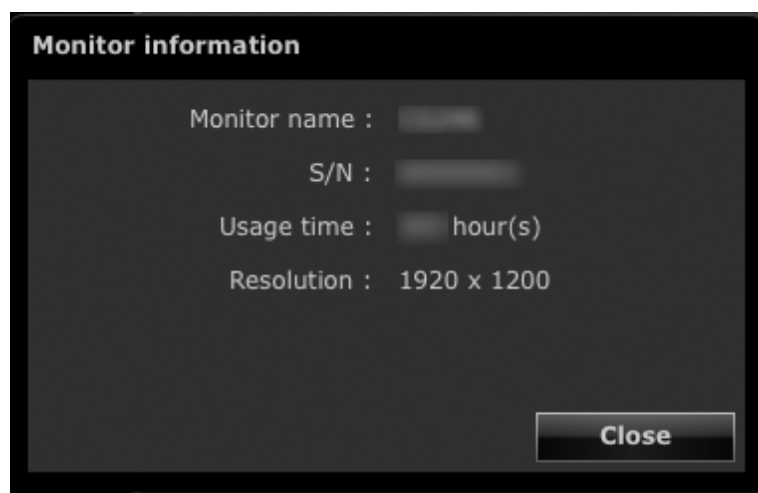 Monitor information
Monitor name :
S/N :
Usage time : hour(s)
Resolution : 1920 x 1200
Close